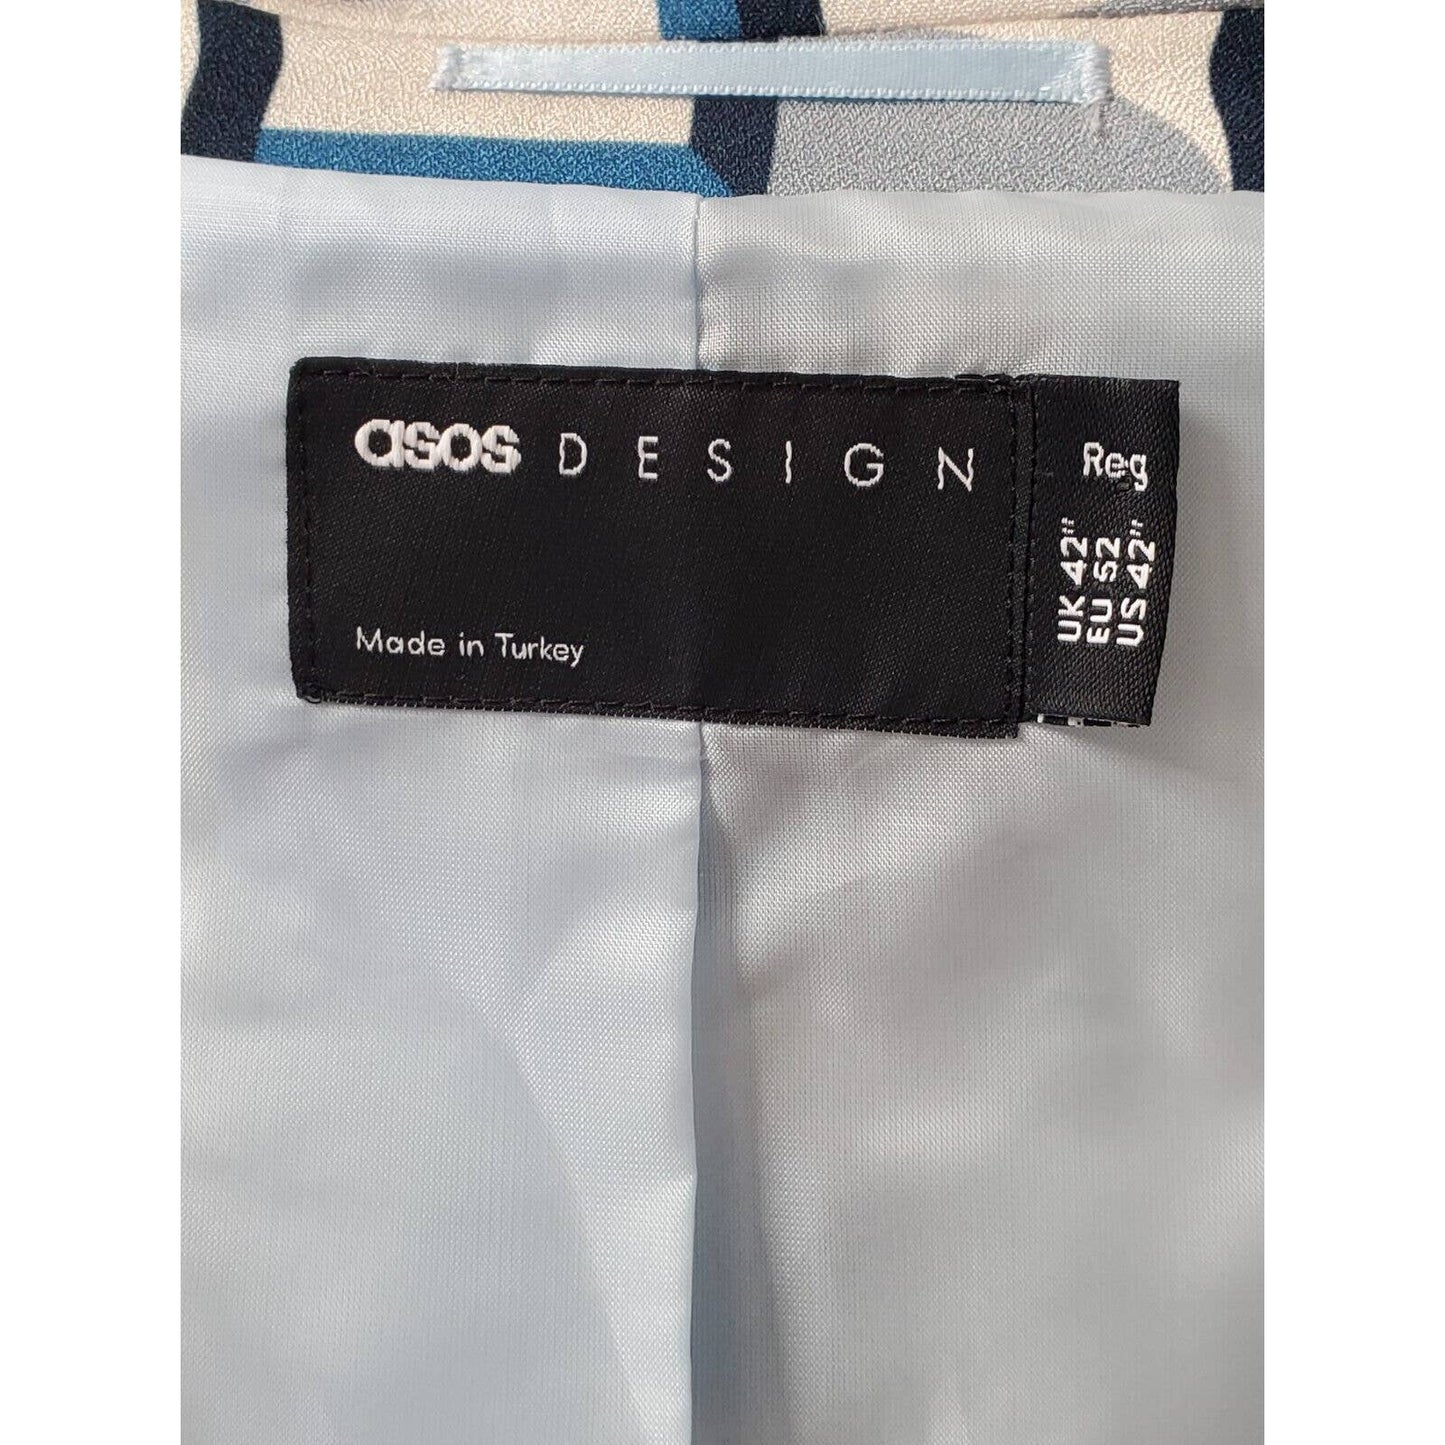 asos DESIGN
Made in Turkey
Reg
UK 42"
EU 52
US 42"